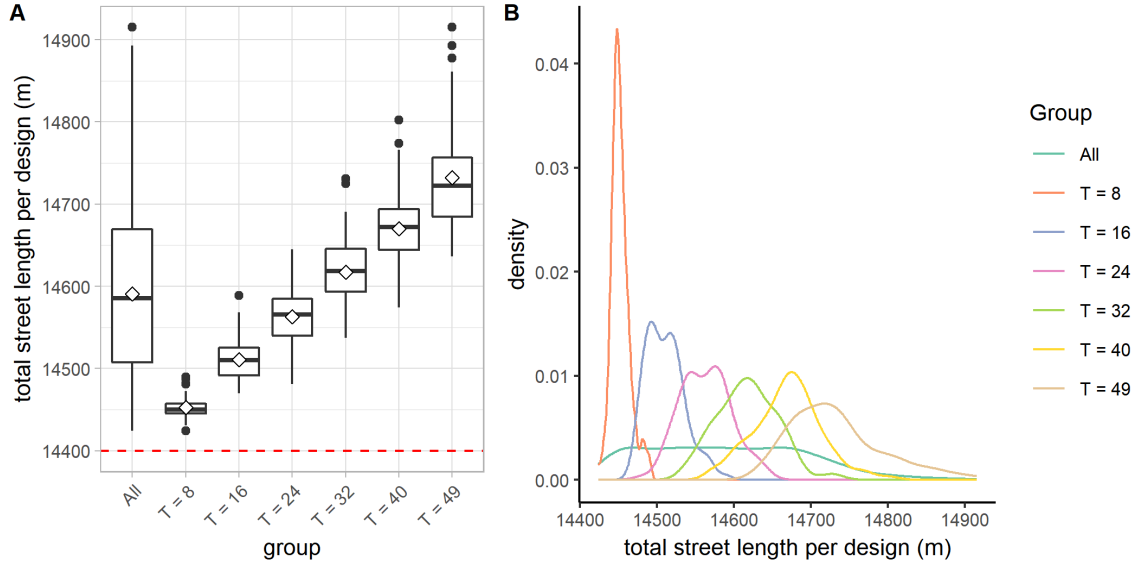 A
total street length per design (m)
14900
14800
14700
14600
14500
14400
All
T = 8
T = 16
T = 24
T = 32
T = 40
T = 49
group
B
density
0.04
0.03
0.02
0.01
0.00
14400 14500 14600 14700 14800 14900
total street length per design (m)
Group
All
T = 8
T = 16
T = 24
T = 32
T = 40
T = 49